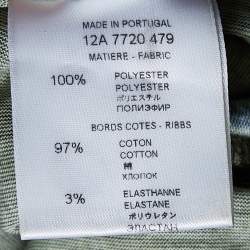 MADE IN PORTUGAL
12A 7720 479
MATIERE - FABRIC
100% POLYESTER
POLYESTER
ポリエステル
ПОЛИЭФИР
BORDS COTES - RIBBS
97% COTON
COTTON
綿
ХЛОПОК
3% ELASTHANNE
ELASTANE
ポリウレタン
ЭЛАСТАН